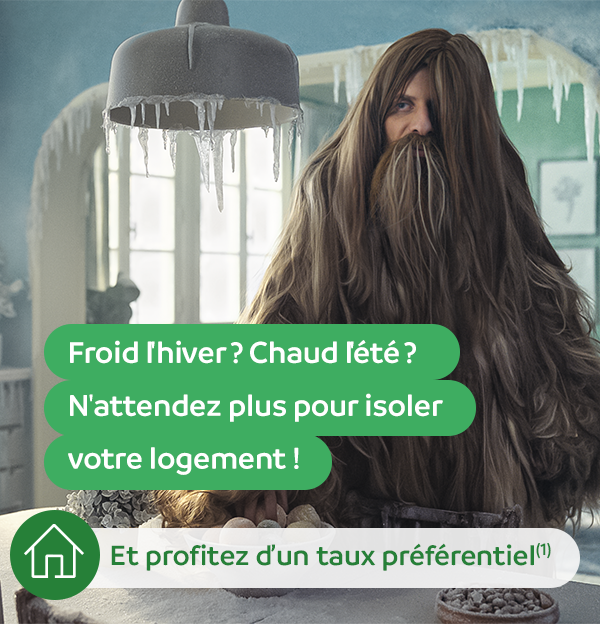 Froid l'hiver ? Chaud l'été ?
N'attendez plus pour isoler
votre logement !
Et profitez d'un taux préférentiel(1)